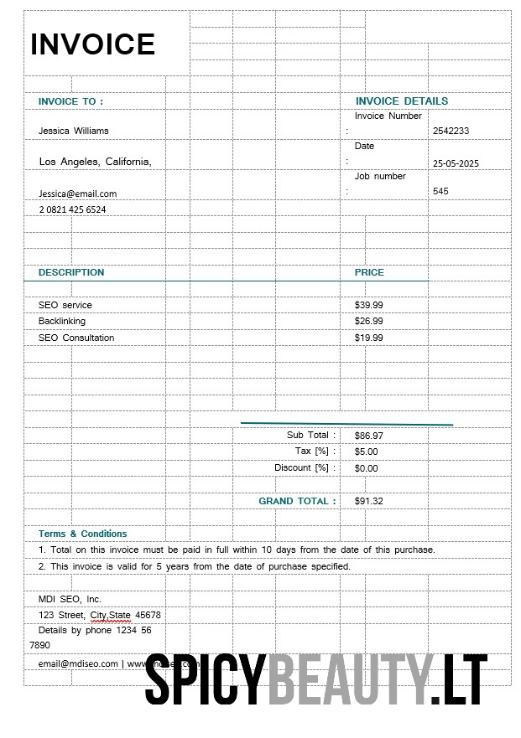 INVOICE
INVOICE TO :
INVOICE DETAILS
Invoice Number
Jessica Williams : 2542233
Date
Los Angeles, California, : 25-05-2025
Job number
Jessica@email.com : 545
2 0821 425 6524
DESCRIPTION PRICE
SEO service $39.99
Backlinking $26.99
SEO Consultation $19.99
Sub Total : $86.97
Tax [%] : $5.00
Discount [%] : $0.00
GRAND TOTAL : $91.32
Terms & Conditions
1. Total on this invoice must be paid in full within 10 days from the date of this purchase.
2. This invoice is valid for 5 years from the date of purchase specified.
MDI SEO, Inc.
123 Street, City,State 45678
Details by phone 1234 56
7890
email@mdiseo.com |
SPICYBEAUTY.LT